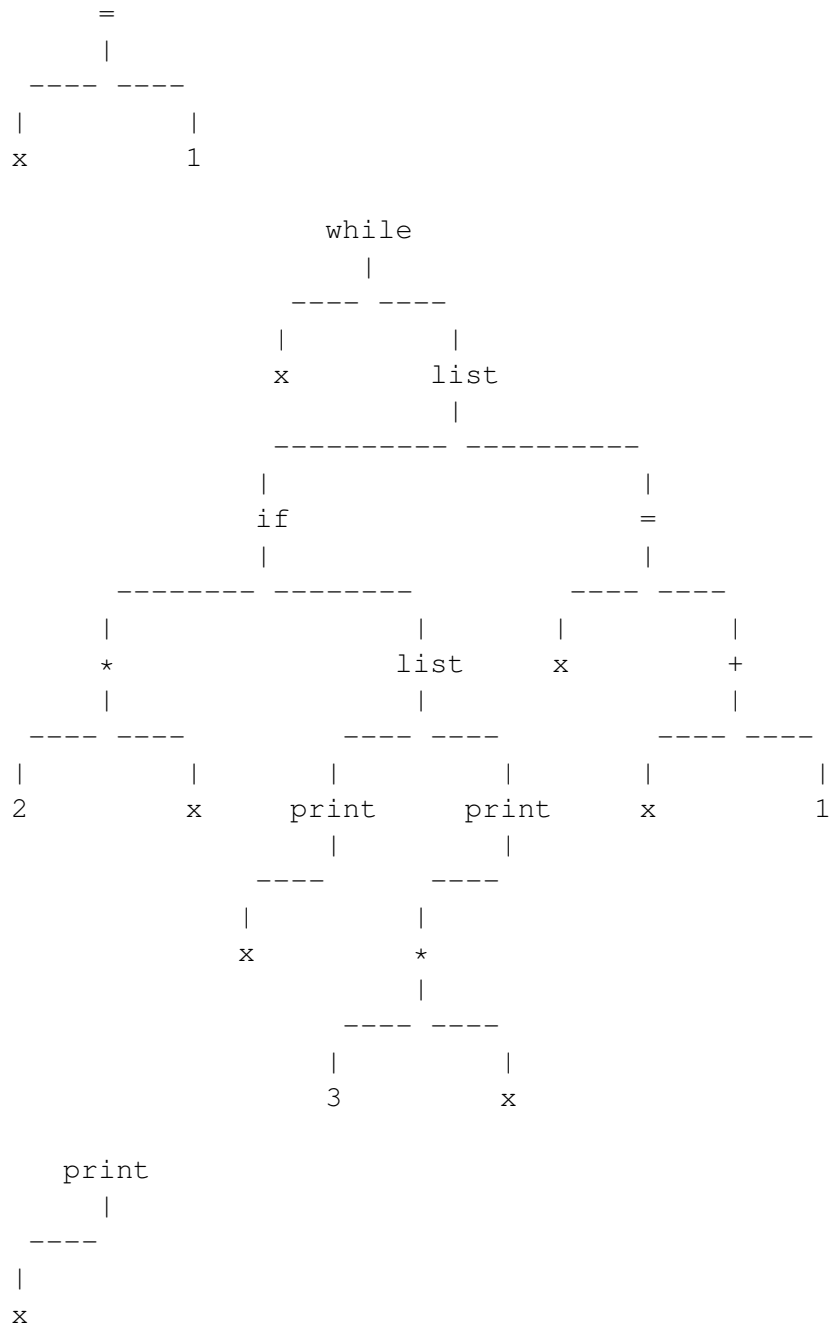 =
|
---- ----
| |
x 1
while
|
---- ----
| |
x list
|
---------- ----------
| |
if =
| |
-------- -------- ---- ----
| | | |
* list x +
| | |
---- ---- ---- ---- ---- ----
| | | | | |
2 x print print x 1
| |
---- ----
| |
x *
|
---- ----
| |
3 x
print
|
----
|
x